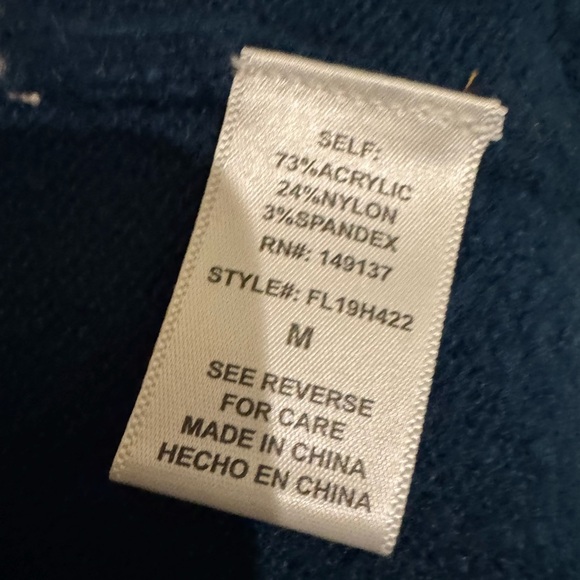 SELF:
73%ACRYLIC
24%NYLON
3%SPANDEX
RN#: 149137
STYLE#: FL19H422
M
SEE REVERSE
FOR CARE
MADE IN CHINA
HECHO EN CHINA